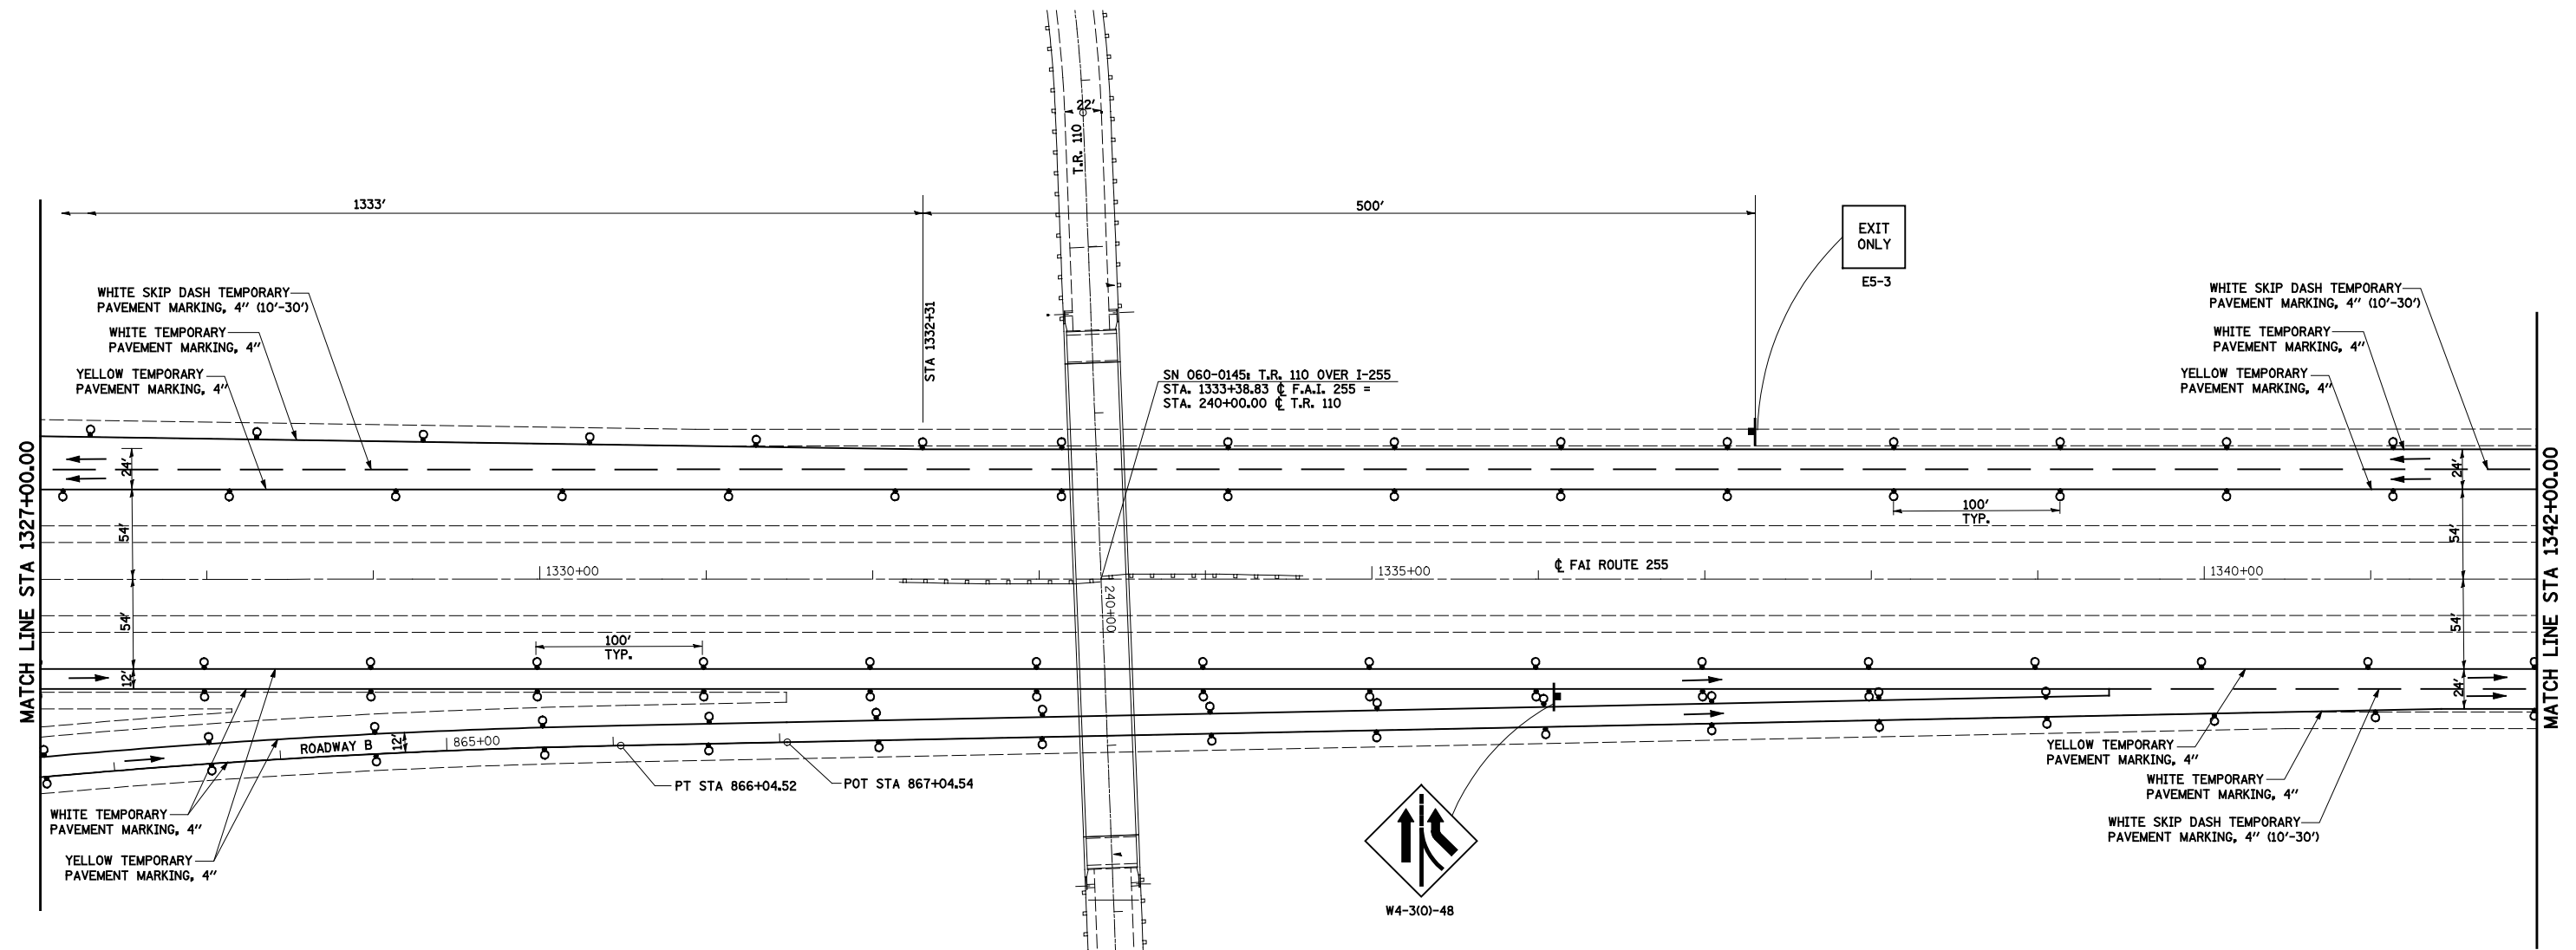 22'
T.R. 110
1333'
500'
EXIT
ONLY
E5-3
STA 1332+31
WHITE SKIP DASH TEMPORARY
PAVEMENT MARKING, 4" (10'-30')
WHITE TEMPORARY
PAVEMENT MARKING, 4"
YELLOW TEMPORARY
PAVEMENT MARKING, 4"
SN 060-0145: T.R. 110 OVER I-255
STA. 1333+38.83 ℄ F.A.I. 255 =
STA. 240+00.00 ℄ T.R. 110
WHITE SKIP DASH TEMPORARY
PAVEMENT MARKING, 4" (10'-30')
WHITE TEMPORARY
PAVEMENT MARKING, 4"
YELLOW TEMPORARY
PAVEMENT MARKING, 4"
MATCH LINE STA 1327+00.00
24'
54'
54'
12'
100'
TYP.
1330+00
1335+00
℄ FAI ROUTE 255
1340+00
240+00
100'
TYP.
24'
54'
54'
24'
MATCH LINE STA 1342+00.00
ROADWAY B
12'
865+00
PT STA 866+04.52
POT STA 867+04.54
WHITE TEMPORARY
PAVEMENT MARKING, 4"
YELLOW TEMPORARY
PAVEMENT MARKING, 4"
W4-3(O)-48
YELLOW TEMPORARY
PAVEMENT MARKING, 4"
WHITE TEMPORARY
PAVEMENT MARKING, 4"
WHITE SKIP DASH TEMPORARY
PAVEMENT MARKING, 4" (10'-30')